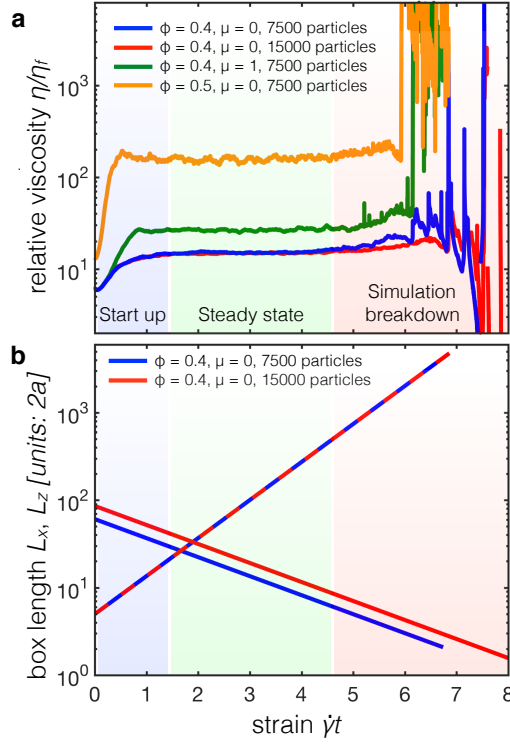 a
ϕ = 0.4, μ = 0, 7500 particles
ϕ = 0.4, μ = 0, 15000 particles
ϕ = 0.4, μ = 1, 7500 particles
ϕ = 0.5, μ = 0, 7500 particles
relative viscosity η/ηf
10³
10²
10¹
Start up
Steady state
Simulation
breakdown
b
ϕ = 0.4, μ = 0, 7500 particles
ϕ = 0.4, μ = 0, 15000 particles
box length Lx, Lz [units: 2a]
10³
10²
10¹
10⁰
0 1 2 3 4 5 6 7 8
strain γ̇t